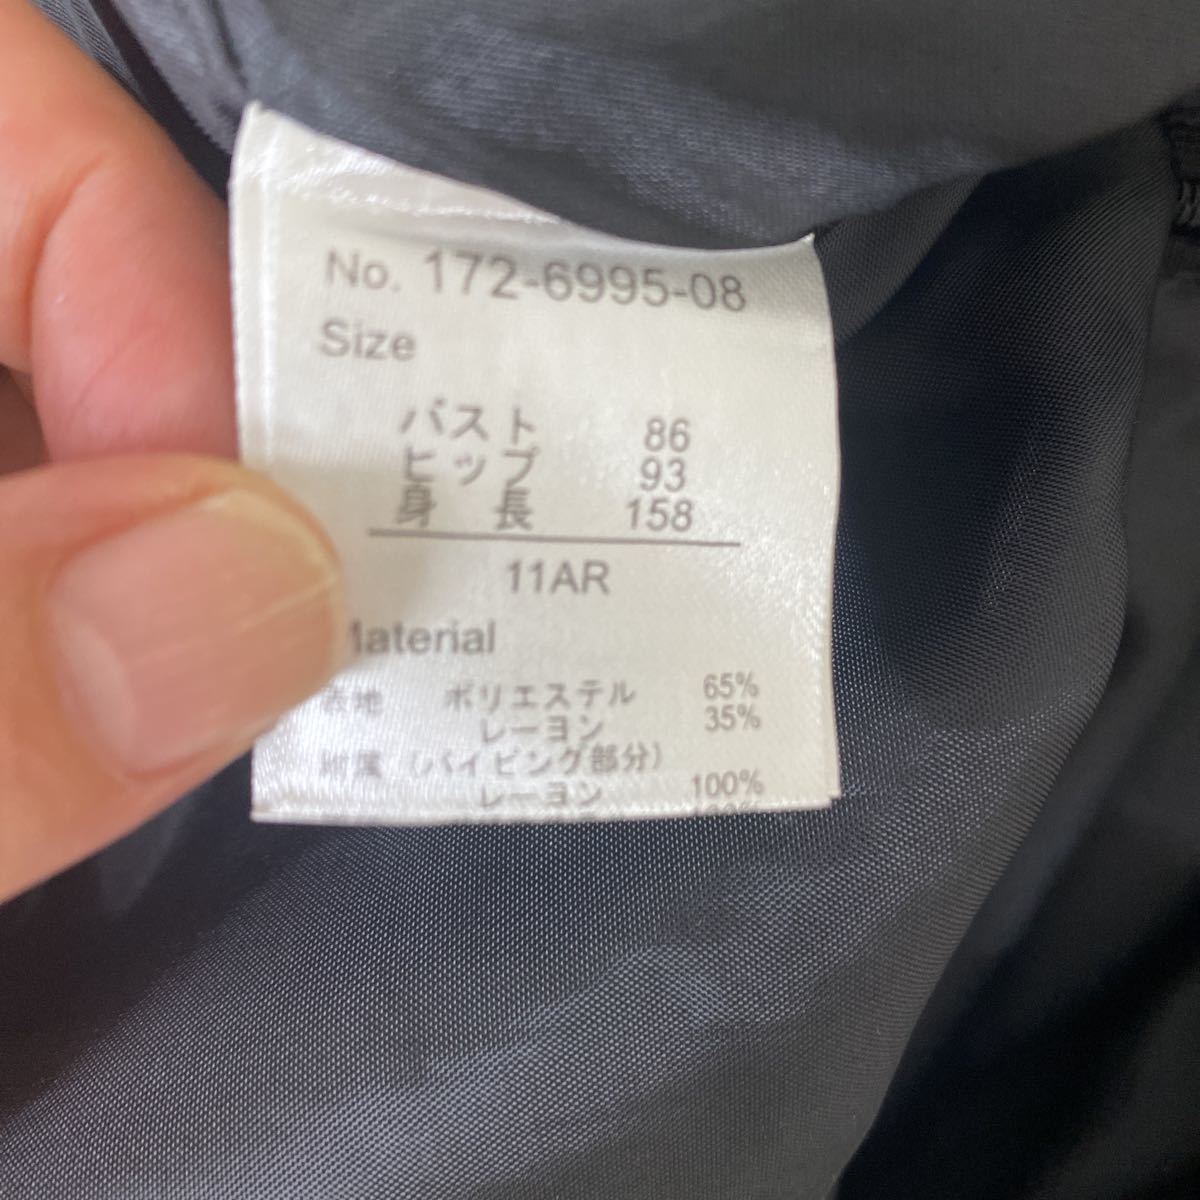 No. 172-6995-08
Size
バスト 86
ヒップ 93
身長 158
11AR
Material
表地 ポリエステル 65%
レーヨン 35%
附属(パイピング部分)
レーヨン 100%